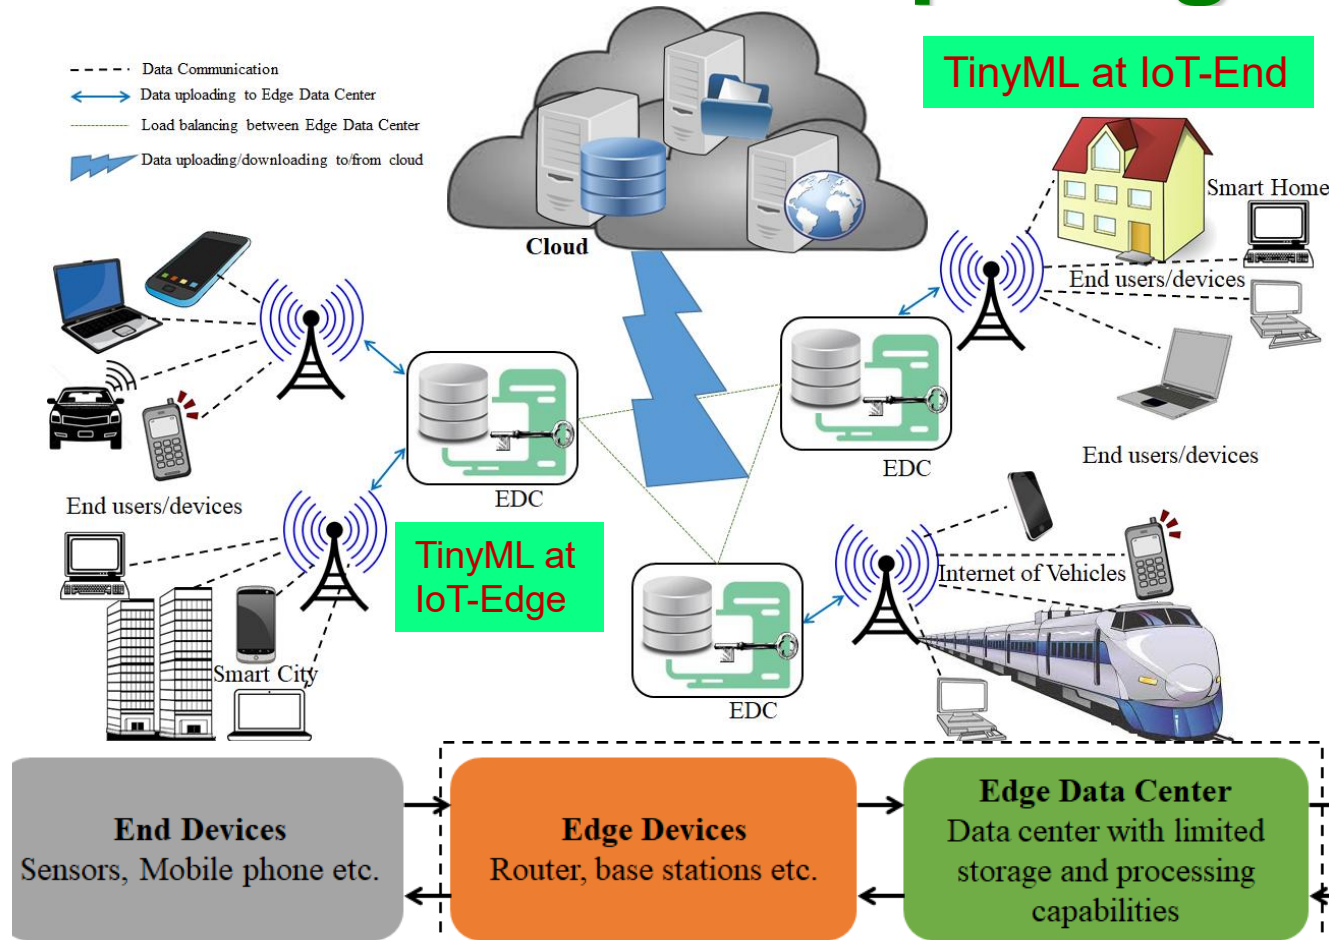 TinyML at IoT-End
Data Communication
Data uploading to Edge Data Center
Load balancing between Edge Data Center
Data uploading/downloading to/from cloud
Cloud
Smart Home
End users/devices
EDC
End users/devices
EDC
End users/devices
TinyML at
IoT-Edge
Internet of Vehicles
Smart City
EDC
End Devices
Sensors, Mobile phone etc.
Edge Devices
Router, base stations etc.
Edge Data Center
Data center with limited
storage and processing
capabilities